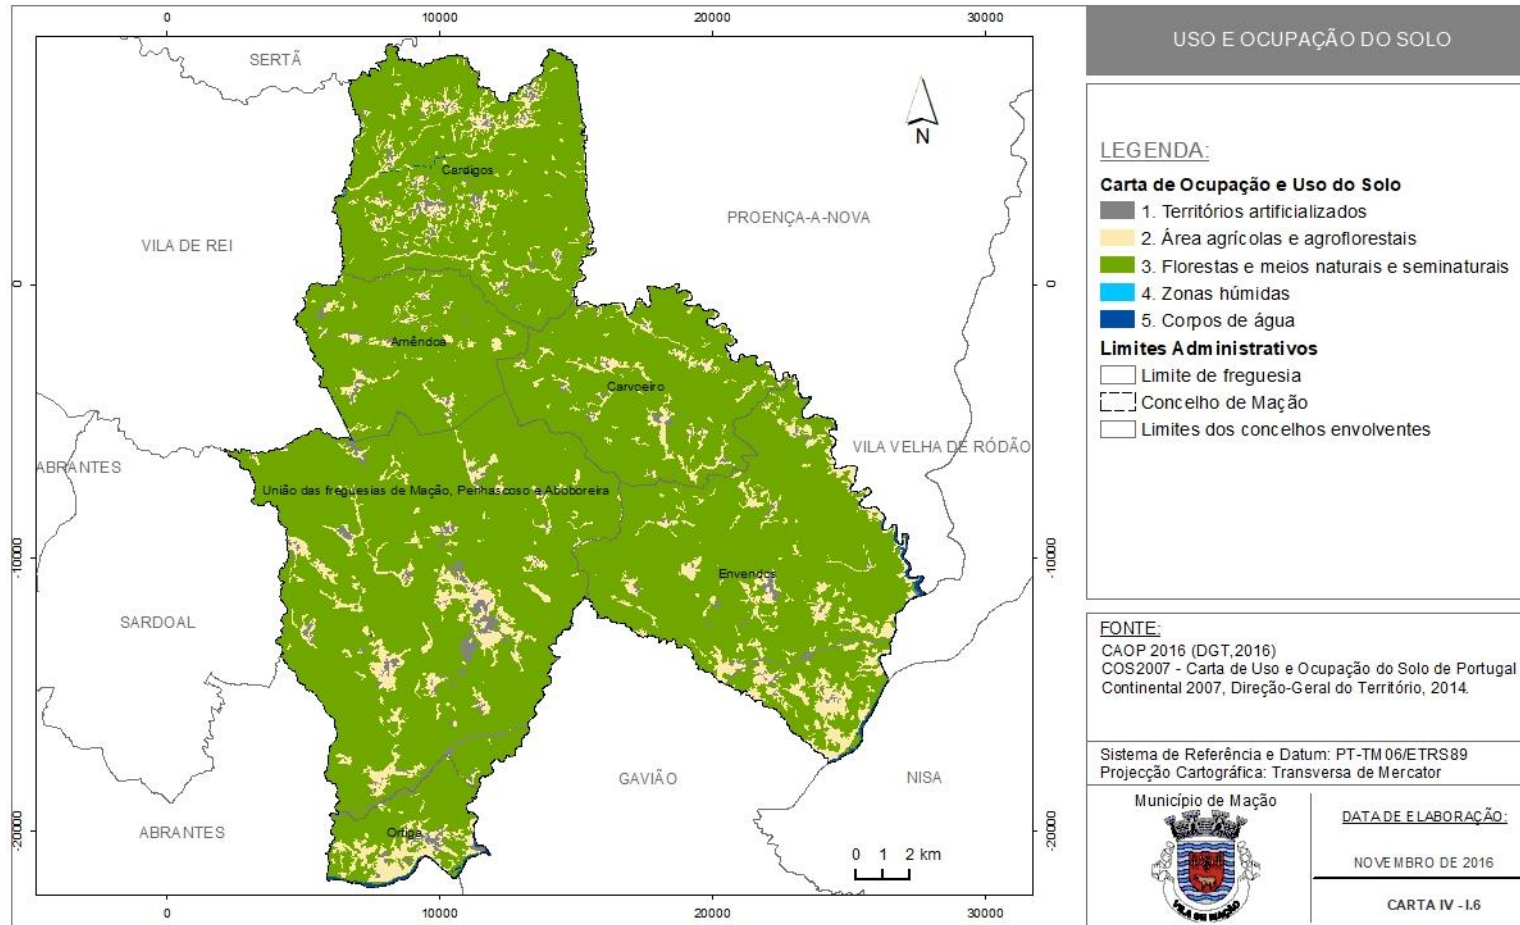 0 10000 20000 30000
USO E OCUPAÇÃO DO SOLO
SERTÃ
N
Cardigos
PROENÇA-A-NOVA
VILA DE REI
0 0
Amêndoa
Carvoeiro
VILA VELHA DE RÓDÃO
ABRANTES
União das freguesias de Mação, Penhascoso e Aboboreira
-10000 -10000
Envendos
SARDOAL
GAVIÃO
NISA
ABRANTES
-20000 -20000
Ortiga
0 1 2 km
0 10000 20000 30000
LEGENDA:
Carta de Ocupação e Uso do Solo
1. Territórios artificializados
2. Área agrícolas e agroflorestais
3. Florestas e meios naturais e seminaturais
4. Zonas húmidas
5. Corpos de água
Limites Administrativos
Limite de freguesia
Concelho de Mação
Limites dos concelhos envolventes
FONTE:
CAOP 2016 (DGT,2016)
COS2007 - Carta de Uso e Ocupação do Solo de Portugal
Continental 2007, Direção-Geral do Território, 2014.
Sistema de Referência e Datum: PT-TM06/ETRS89
Projecção Cartográfica: Transversa de Mercator
Município de Mação
VILA DE MAÇÃO
DATA DE ELABORAÇÃO:
NOVEMBRO DE 2016
CARTA IV - I.6